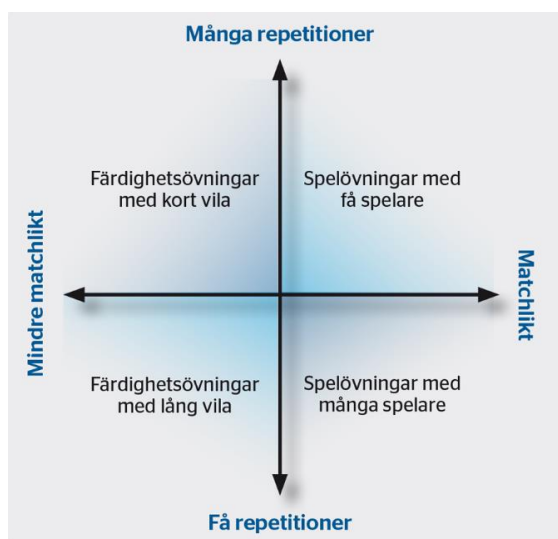 Många repetitioner
Färdighetsövningar
med kort vila
Spelövningar med
få spelare
Mindre matchlikt
Matchlikt
Färdighetsövningar
med lång vila
Spelövningar med
många spelare
Få repetitioner